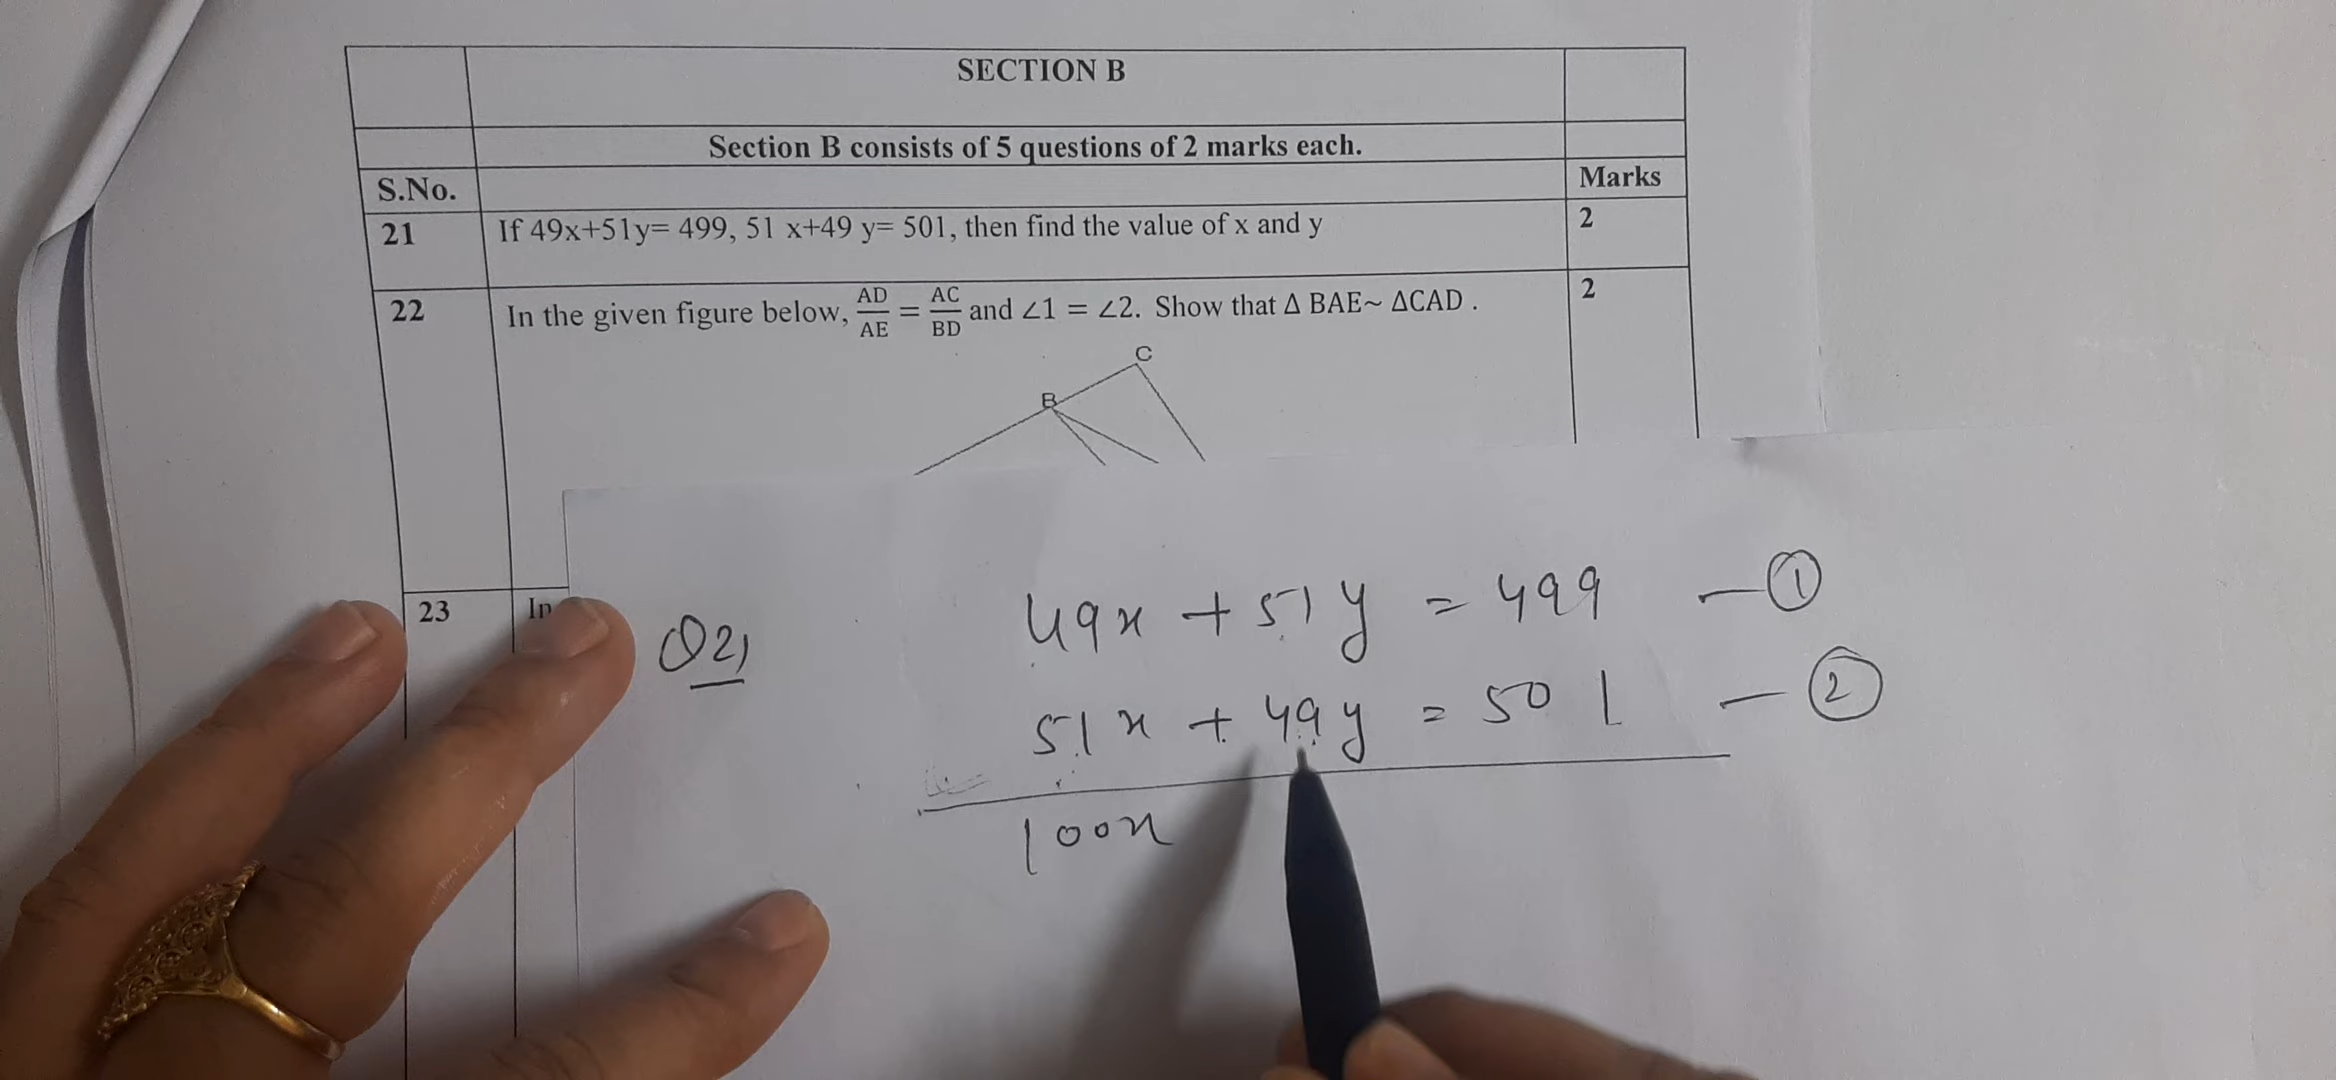 SECTION B
Section B consists of 5 questions of 2 marks each.
S.No. Marks
21 If 49x+51y= 499, 51 x+49 y= 501, then find the value of x and y 2
22 In the given figure below, AD/AE = AC/BD and ∠1 = ∠2. Show that Δ BAE~ ΔCAD . 2
C
B
23 In
Q21 49x + 51y = 499 — ①
51x + 49y = 501 — ②
100x